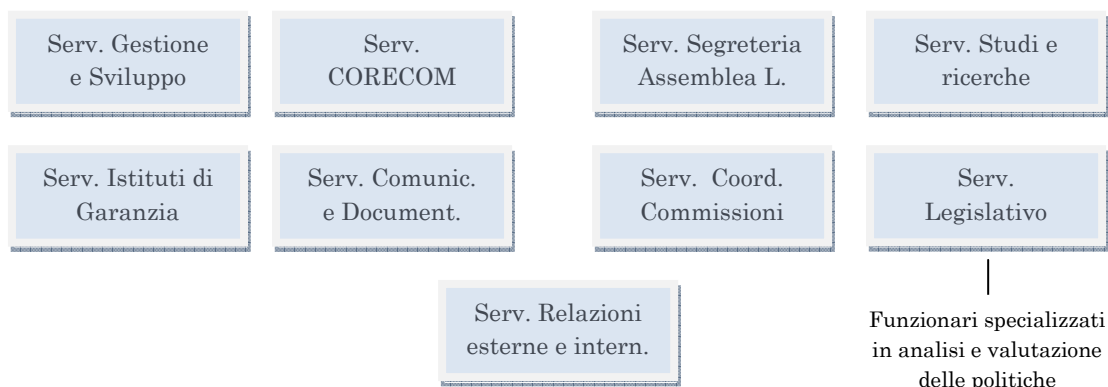 Serv. Gestione
e Sviluppo
Serv.
CORECOM
Serv. Segreteria
Assemblea L.
Serv. Studi e
ricerche
Serv. Istituti di
Garanzia
Serv. Comunic.
e Document.
Serv. Coord.
Commissioni
Serv.
Legislativo
Serv. Relazioni
esterne e intern.
Funzionari specializzati
in analisi e valutazione
delle politiche